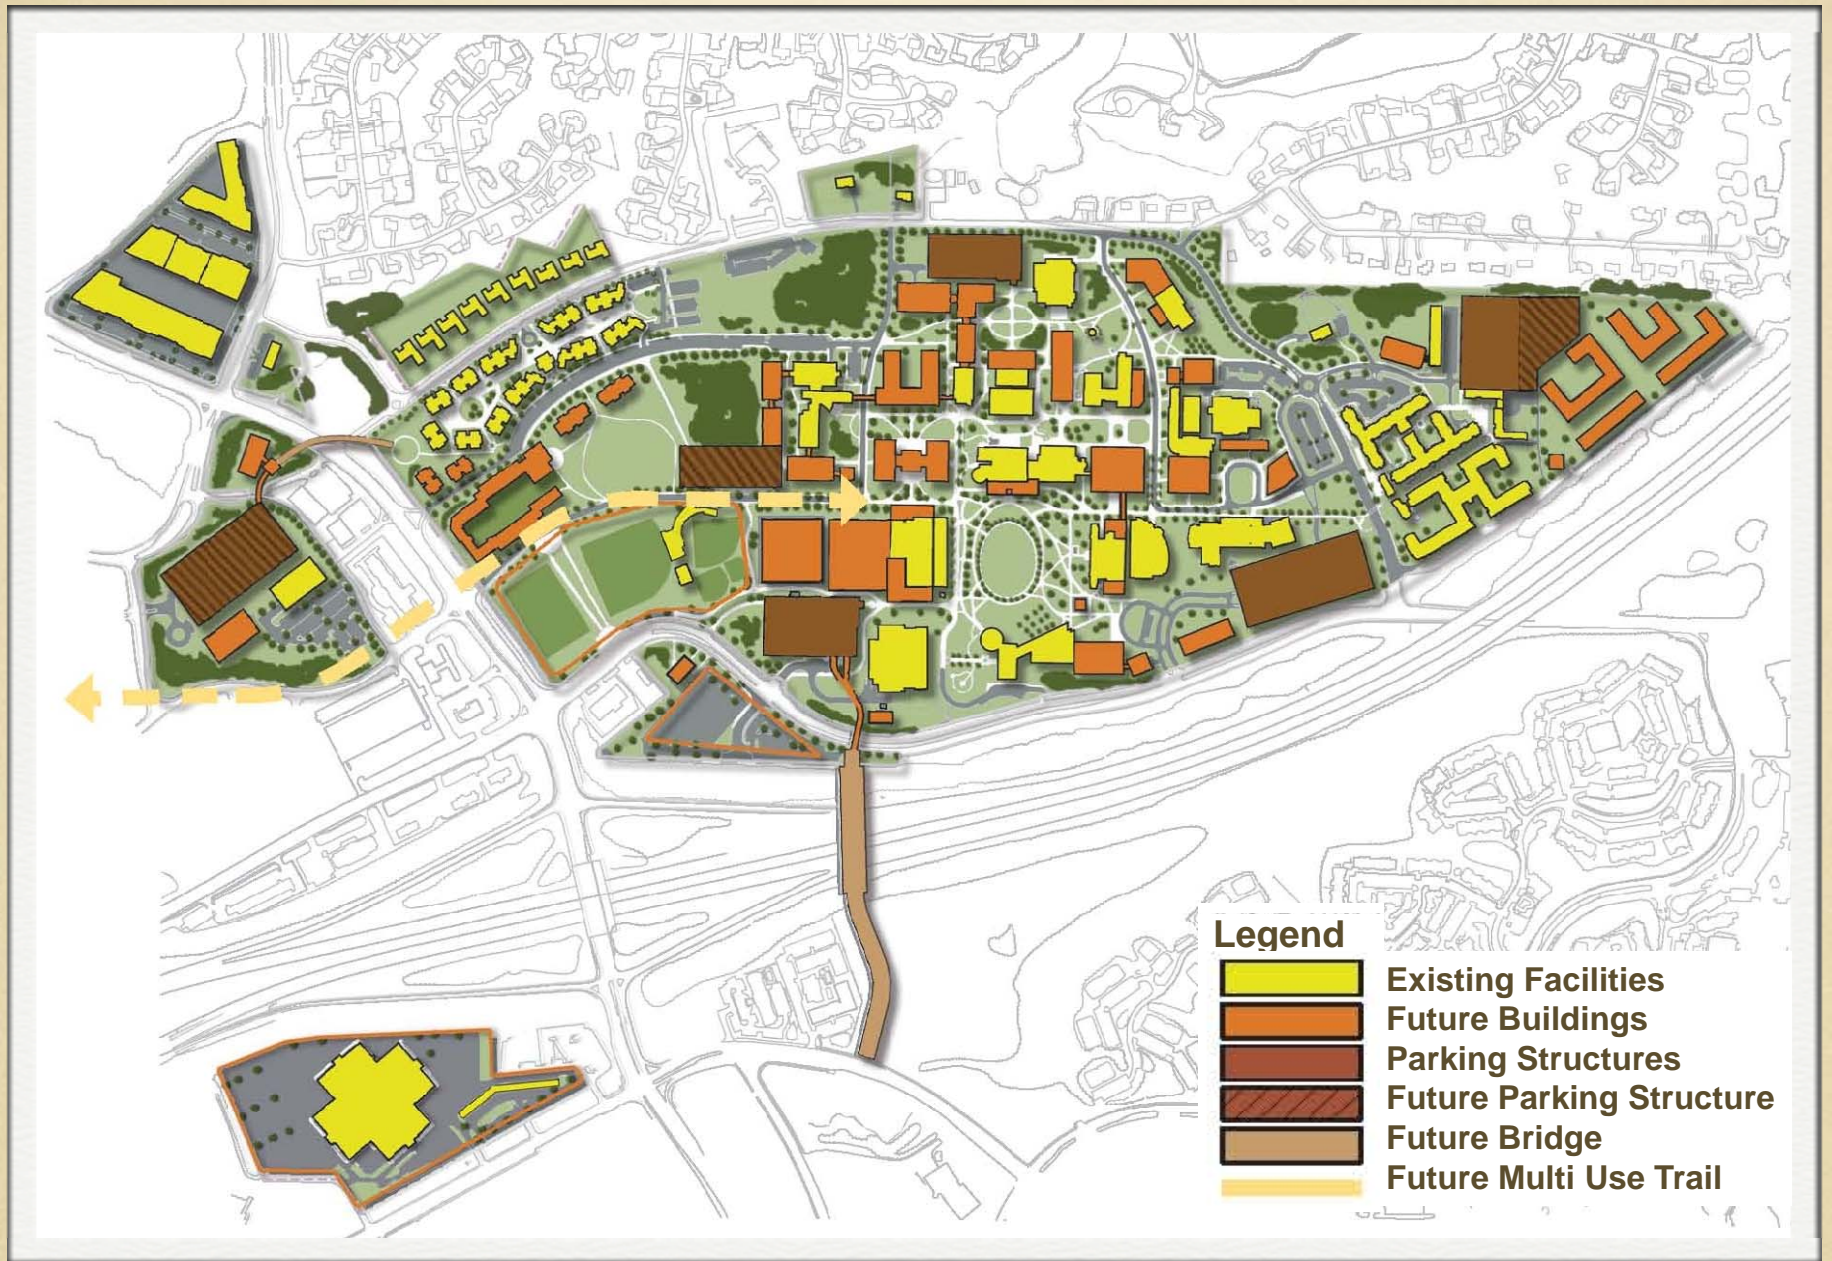 Legend
Existing Facilities
Future Buildings
Parking Structures
Future Parking Structure
Future Bridge
Future Multi Use Trail